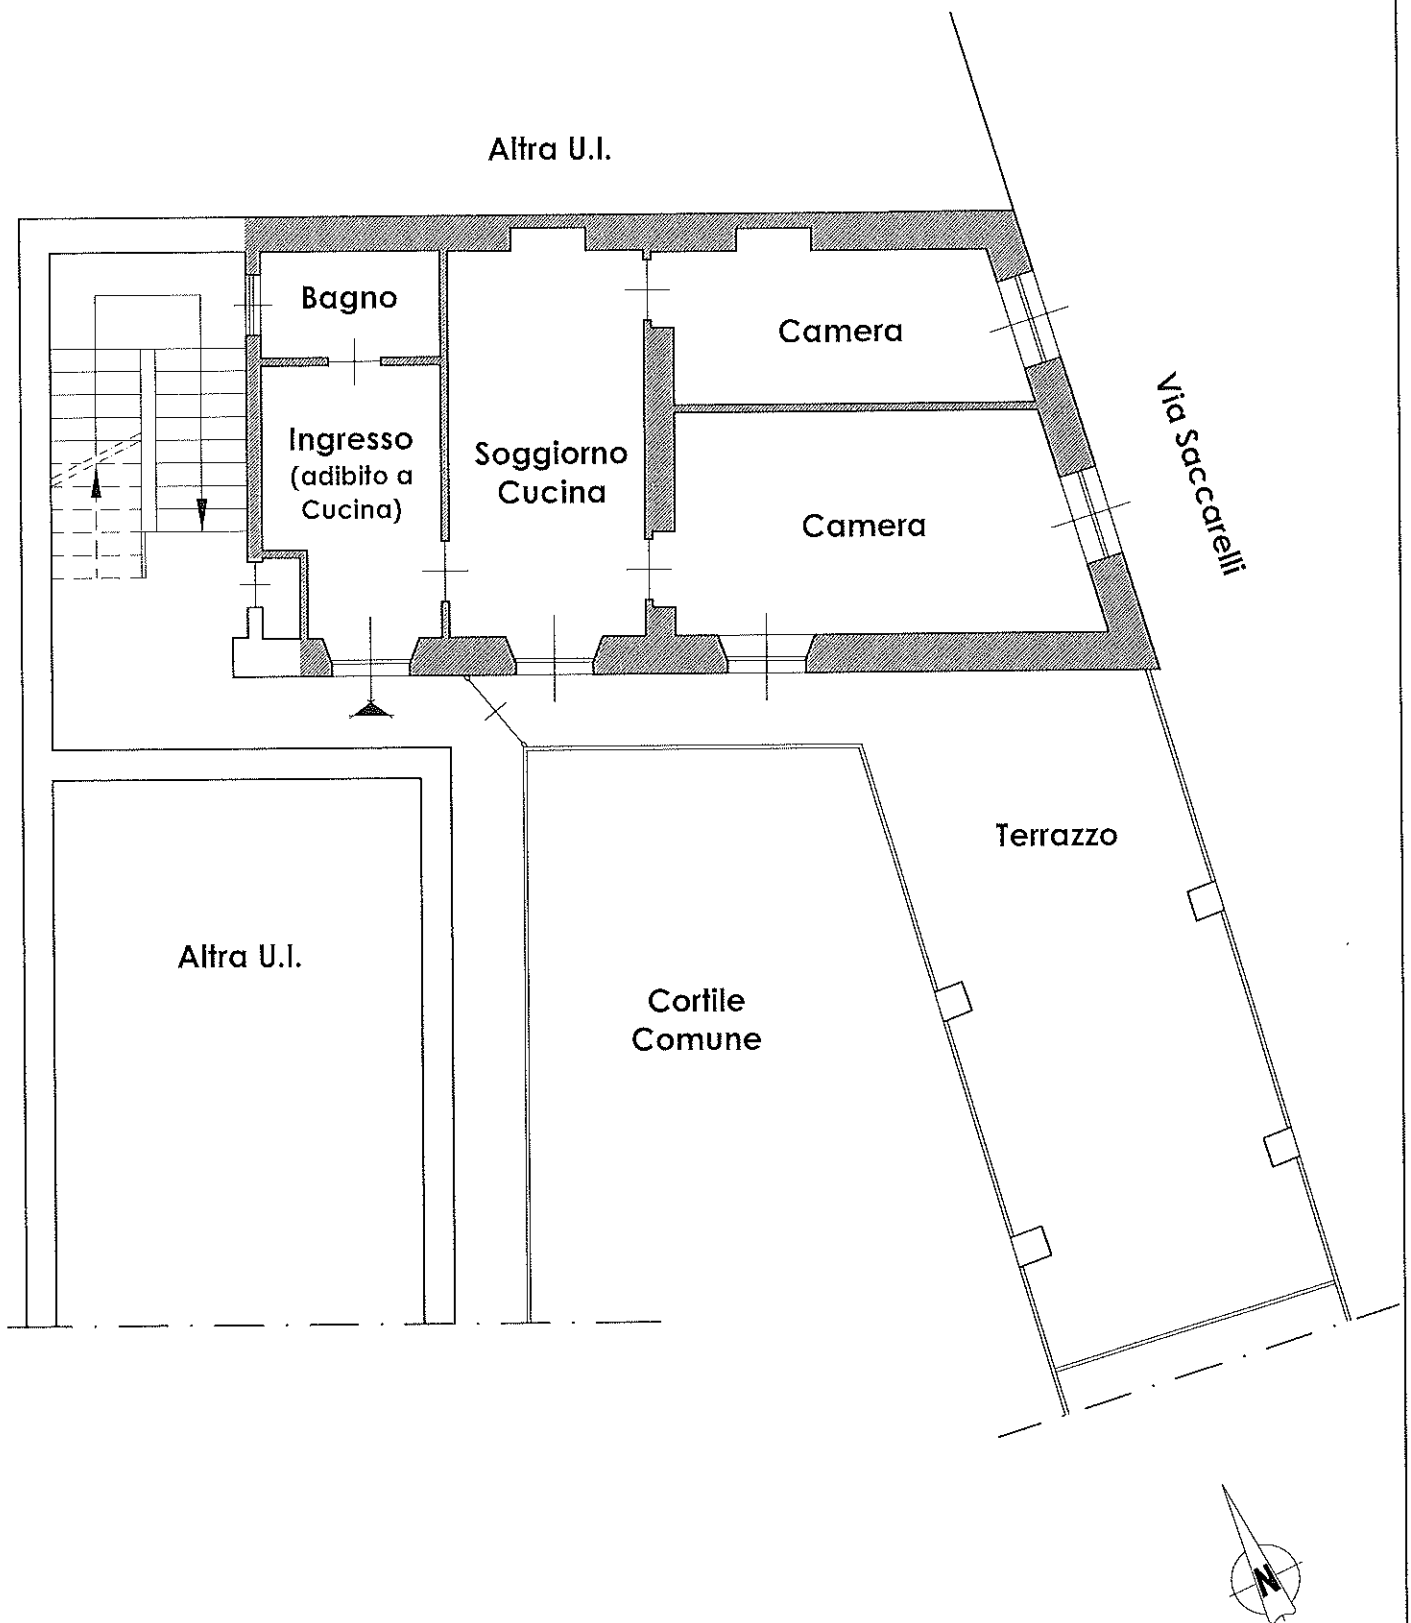 Altra U.I.
Bagno
Camera
Via Saccarelli
Ingresso
(adibito a
Cucina)
Soggiorno
Cucina
Camera
Terrazzo
Altra U.I.
Cortile
Comune
N